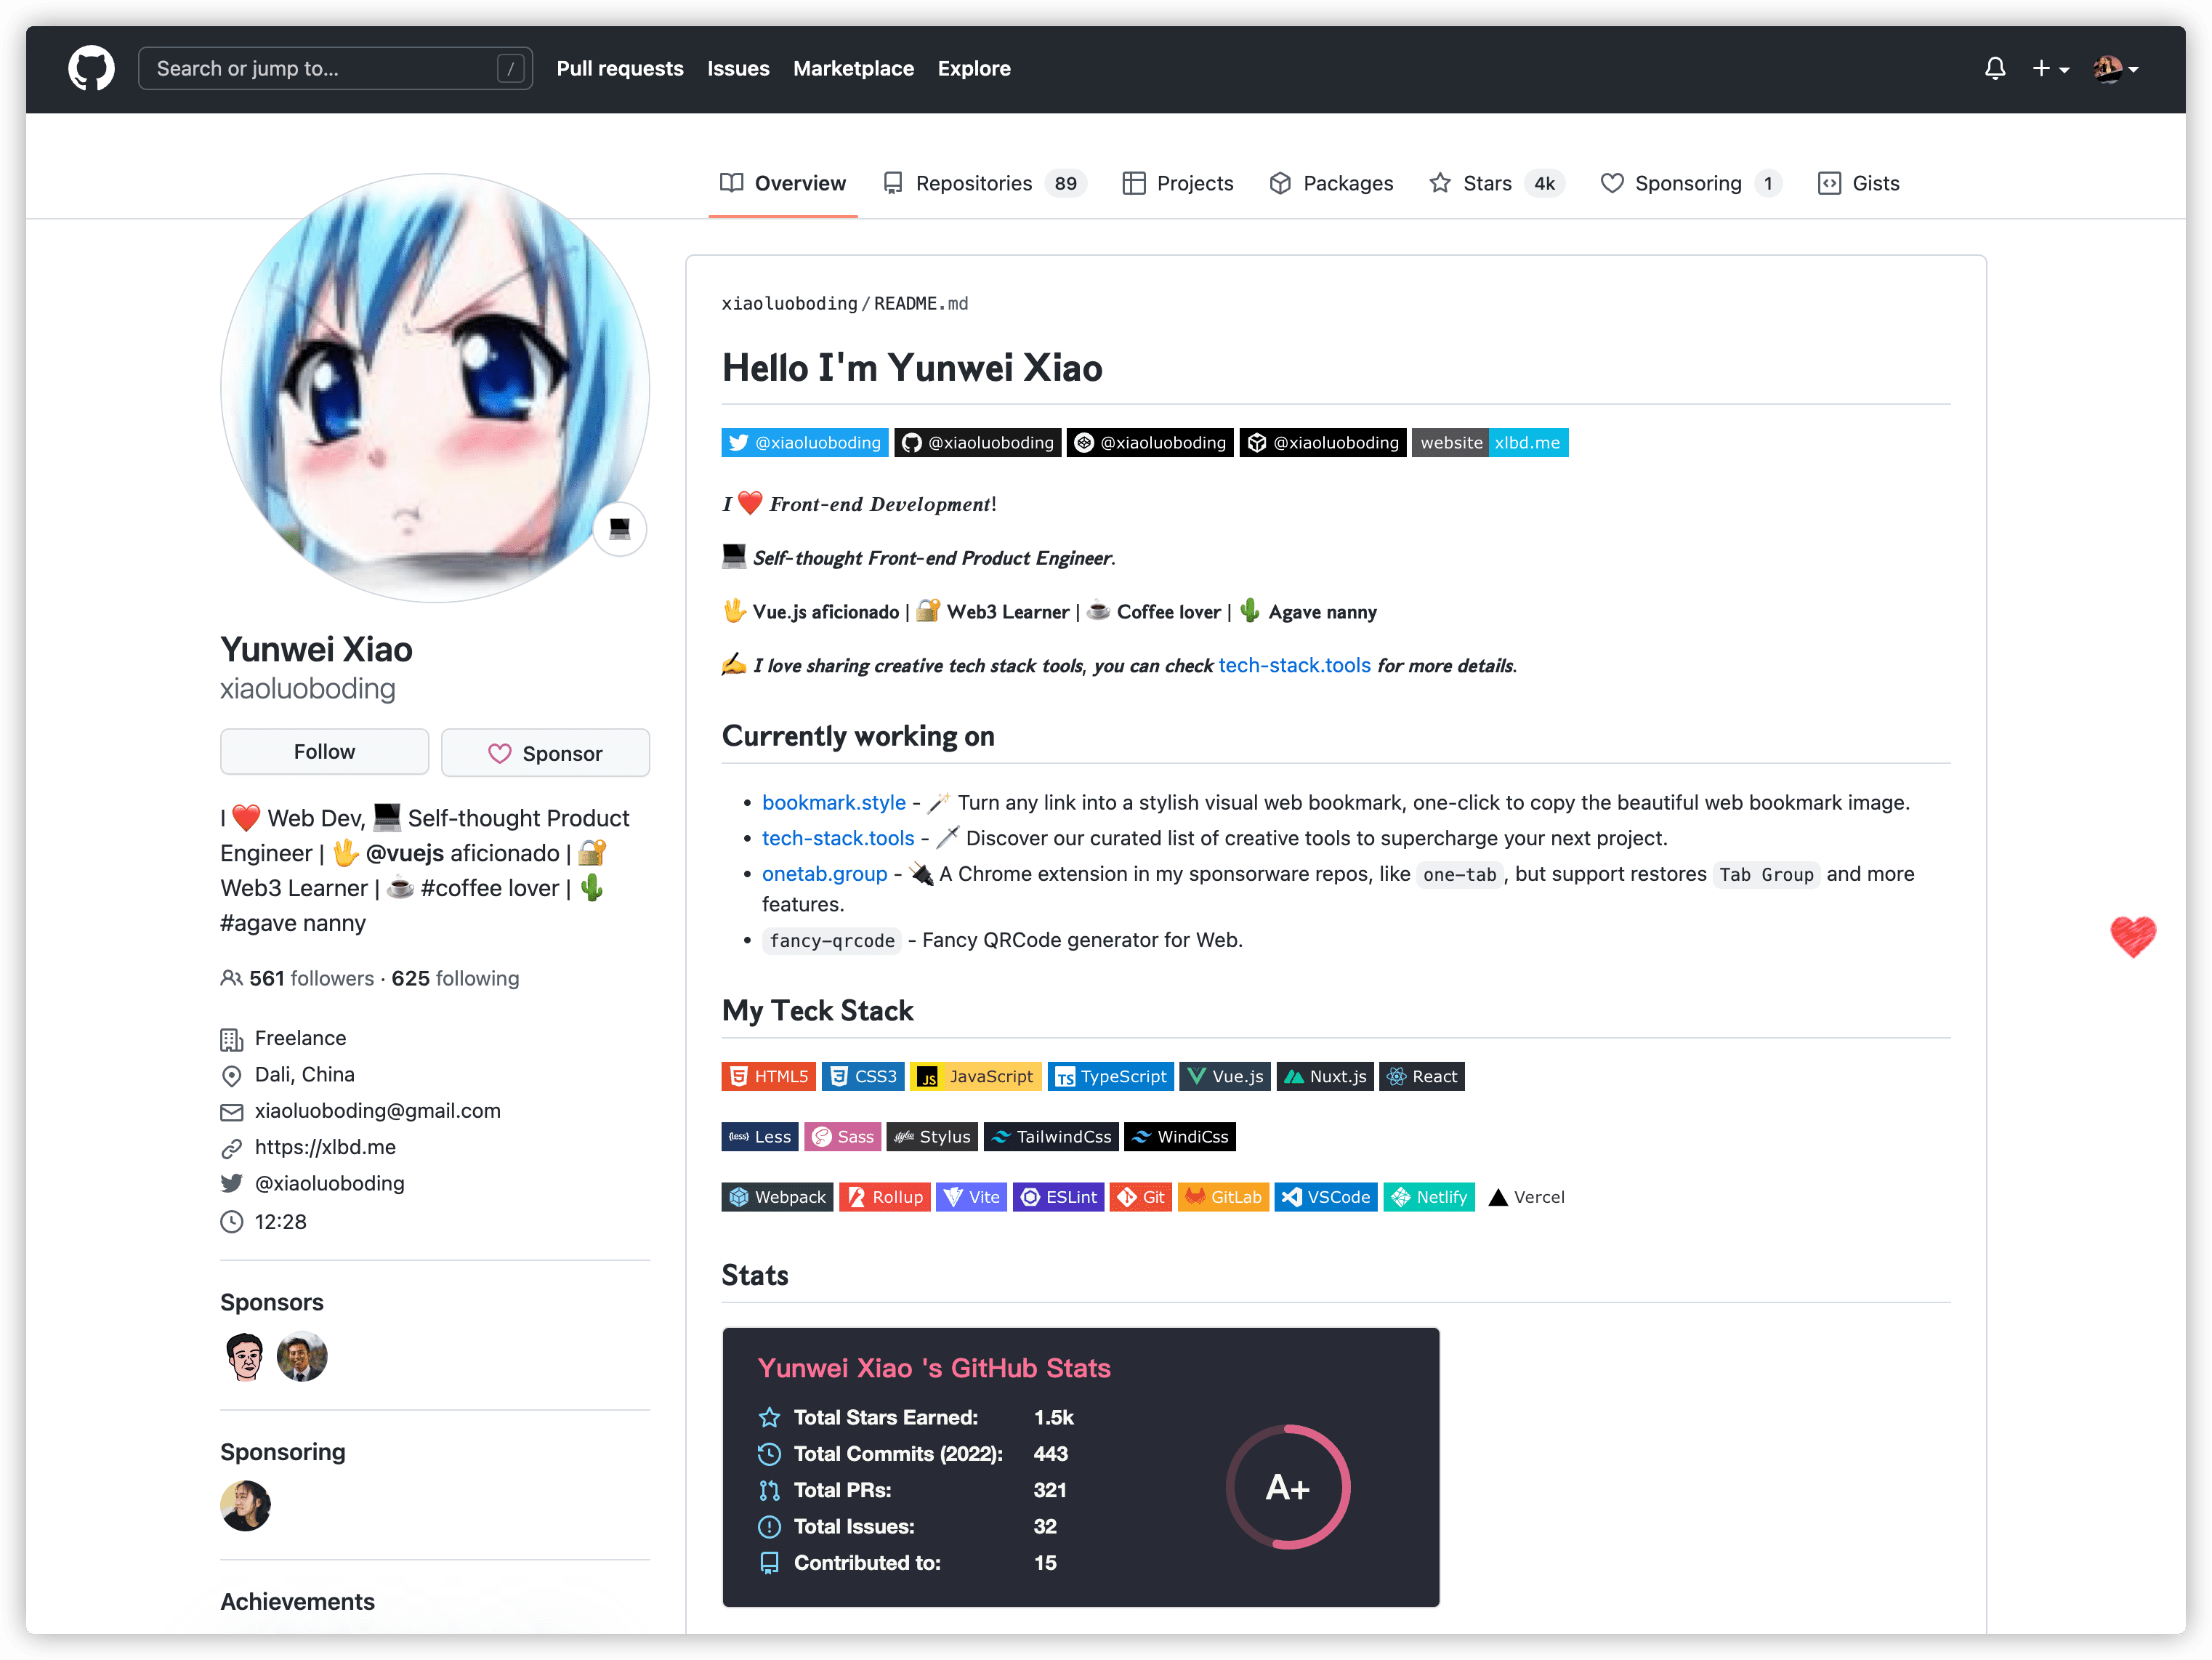 Search or jump to... /
Pull requests Issues Marketplace Explore
Overview Repositories 89 Projects Packages Stars 4k Sponsoring 1 Gists
Yunwei Xiao
xiaoluoboding
Follow Sponsor
I ❤️ Web Dev, 💻 Self-thought Product
Engineer | 🖖 @vuejs aficionado | 🔐
Web3 Learner | ☕ #coffee lover | 🌵
#agave nanny
561 followers · 625 following
Freelance
Dali, China
xiaoluoboding@gmail.com
https://xlbd.me
@xiaoluoboding
12:28
Sponsors
Sponsoring
Achievements
xiaoluoboding/README.md
Hello I'm Yunwei Xiao
@xiaoluoboding @xiaoluoboding @xiaoluoboding @xiaoluoboding website xlbd.me
I ❤️ Front-end Development!
💻 Self-thought Front-end Product Engineer.
🖖 Vue.js aficionado | 🔐 Web3 Learner | ☕ Coffee lover | 🌵 Agave nanny
✍️ I love sharing creative tech stack tools, you can check tech-stack.tools for more details.
Currently working on
• bookmark.style - 🪄 Turn any link into a stylish visual web bookmark, one-click to copy the beautiful web bookmark image.
• tech-stack.tools - 🗡 Discover our curated list of creative tools to supercharge your next project.
• onetab.group - 🔌 A Chrome extension in my sponsorware repos, like one-tab, but support restores Tab Group and more
features.
• fancy-qrcode - Fancy QRCode generator for Web.
My Teck Stack
HTML5 CSS3 JS JavaScript TS TypeScript Vue.js Nuxt.js React
{less} Less Sass stylus Stylus TailwindCss WindiCss
Webpack Rollup Vite ESLint Git GitLab VSCode Netlify Vercel
Stats
Yunwei Xiao 's GitHub Stats
Total Stars Earned: 1.5k
Total Commits (2022): 443
Total PRs: 321
Total Issues: 32
Contributed to: 15
A+